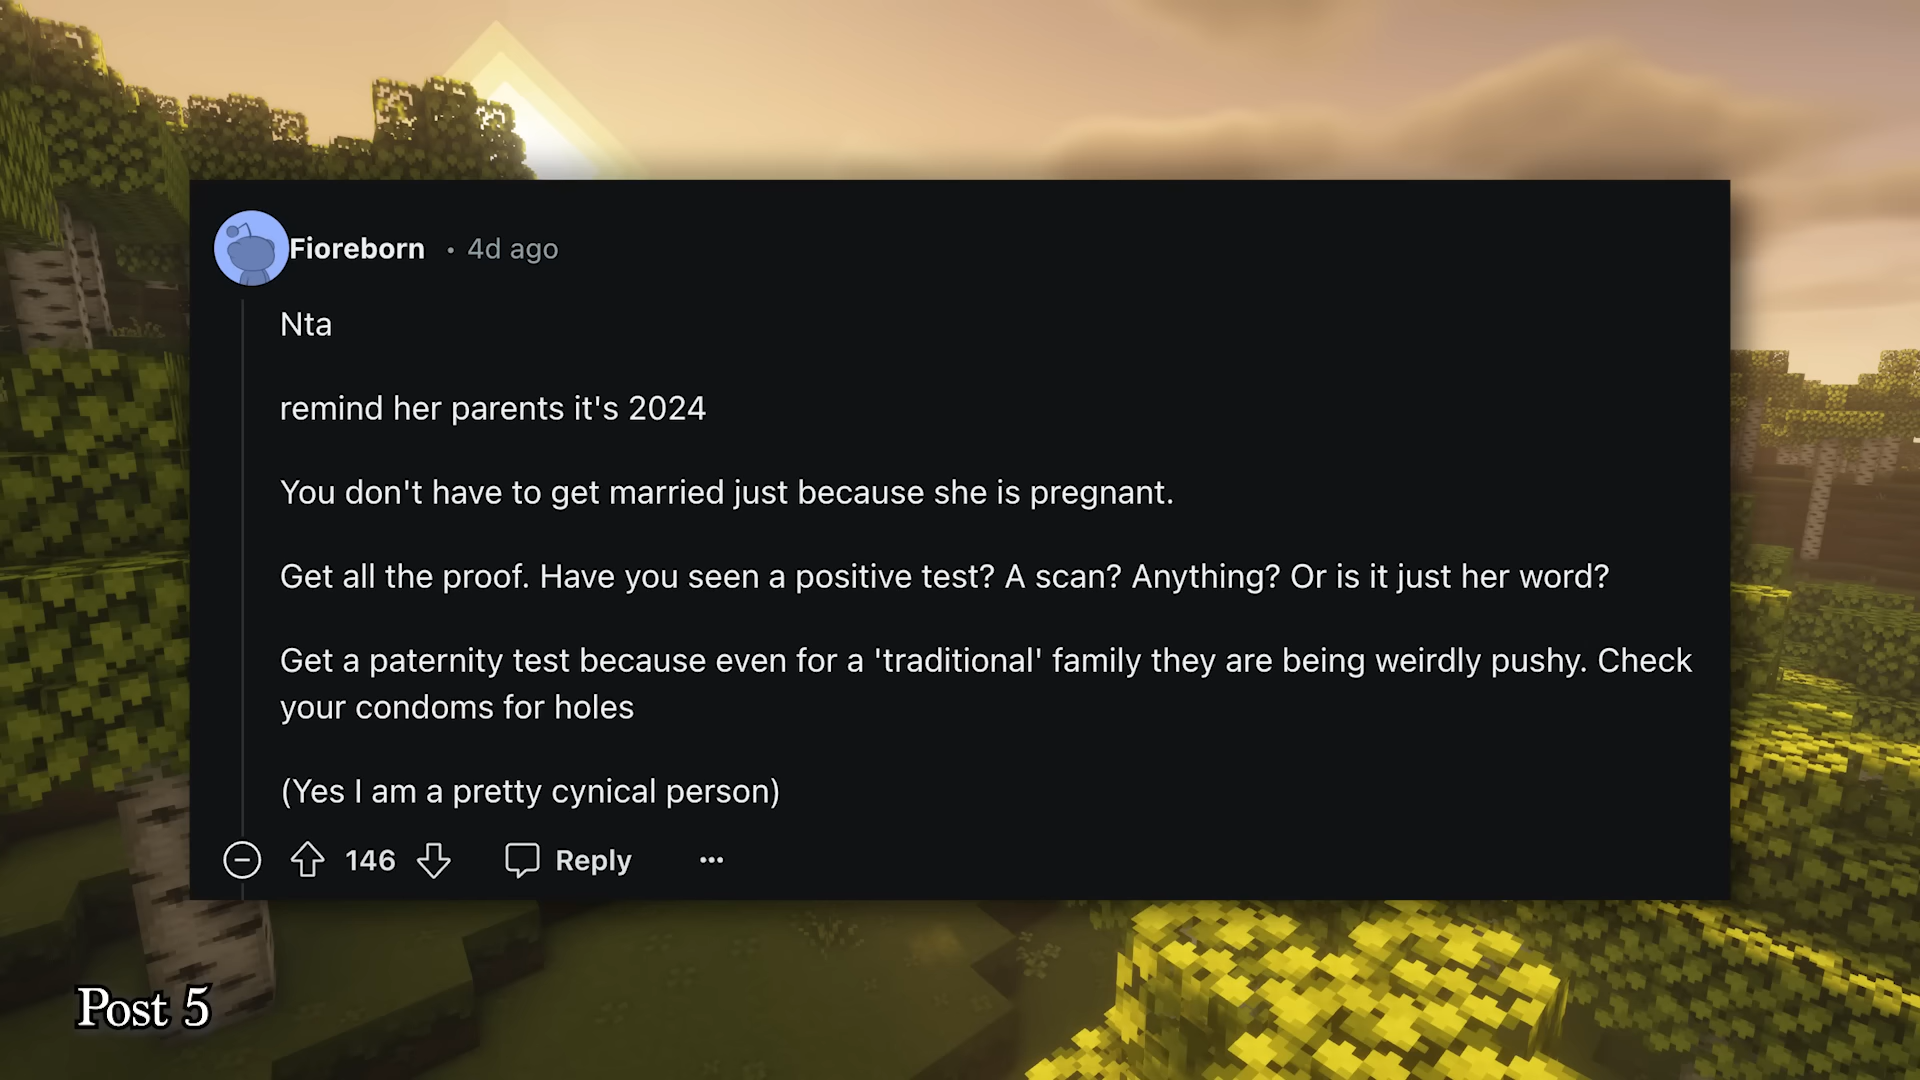 Fioreborn • 4d ago
Nta
remind her parents it's 2024
You don't have to get married just because she is pregnant.
Get all the proof. Have you seen a positive test? A scan? Anything? Or is it just her word?
Get a paternity test because even for a 'traditional' family they are being weirdly pushy. Check
your condoms for holes
(Yes I am a pretty cynical person)
146 Reply ...
Post 5